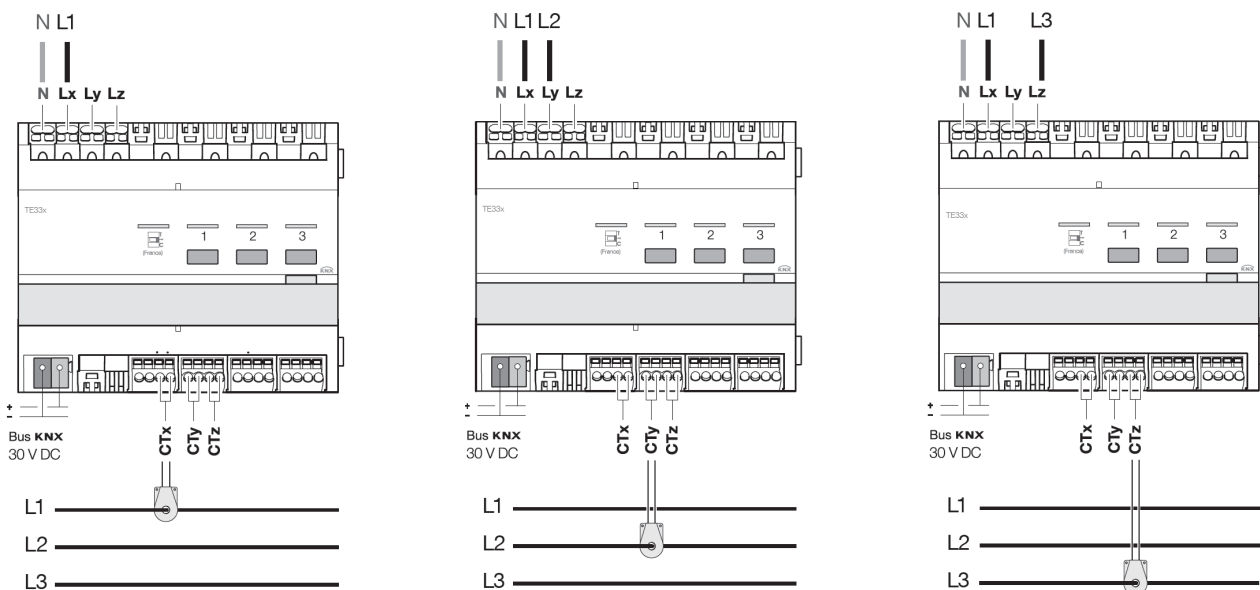 N L1
N Lx Ly Lz
TE33x
(France)
1 2 3
KNX
+
-
Bus KNX
30 V DC
CTx
CTy
CTz
L1
L2
L3
N L1 L2
N Lx Ly Lz
TE33x
(France)
1 2 3
KNX
+
-
Bus KNX
30 V DC
CTx
CTy
CTz
L1
L2
L3
N L1 L3
N Lx Ly Lz
TE33x
(France)
1 2 3
KNX
+
-
Bus KNX
30 V DC
CTx
CTy
CTz
L1
L2
L3